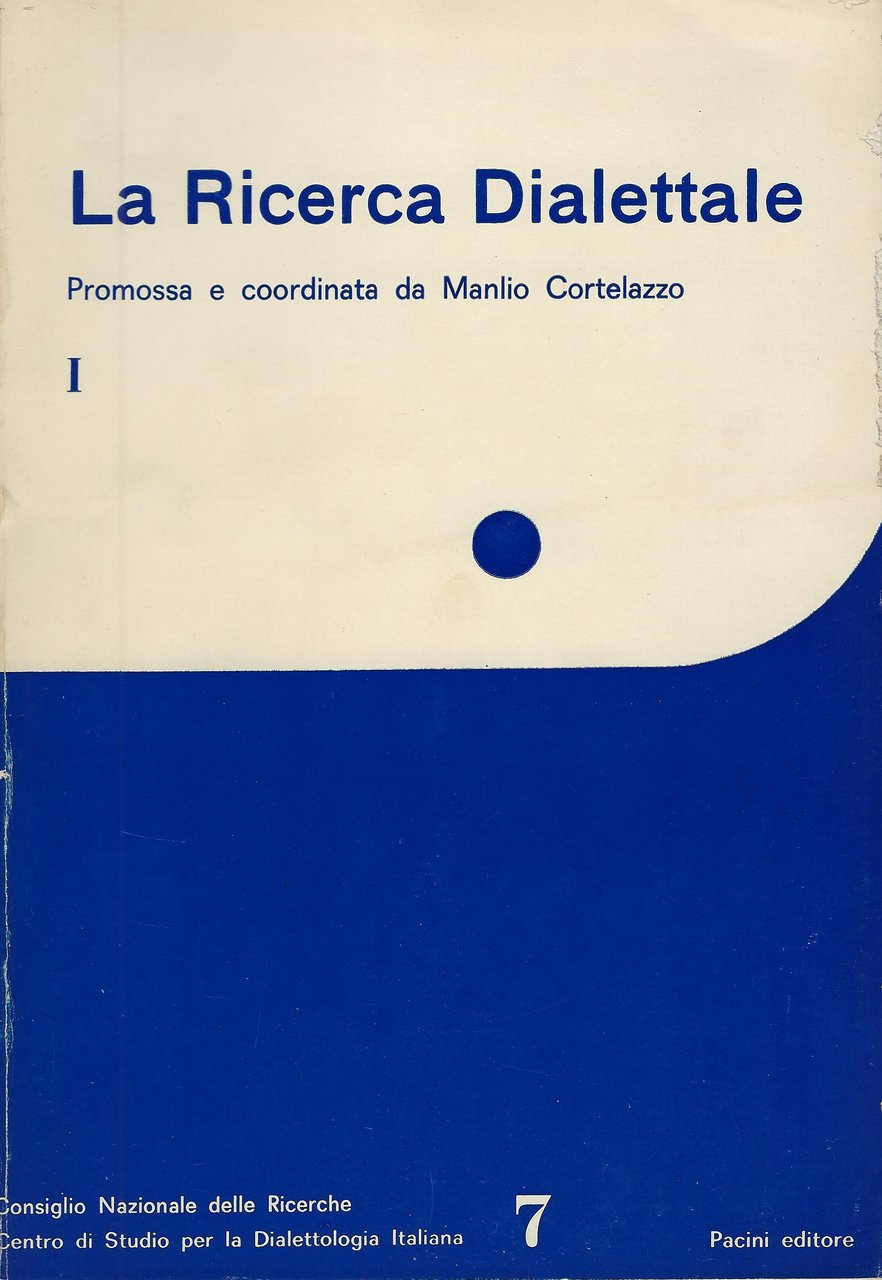 La Ricerca Dialettale
Promossa e coordinata da Manlio Cortelazzo
I
Consiglio Nazionale delle Ricerche
Centro di Studio per la Dialettologia Italiana
7
Pacini editore